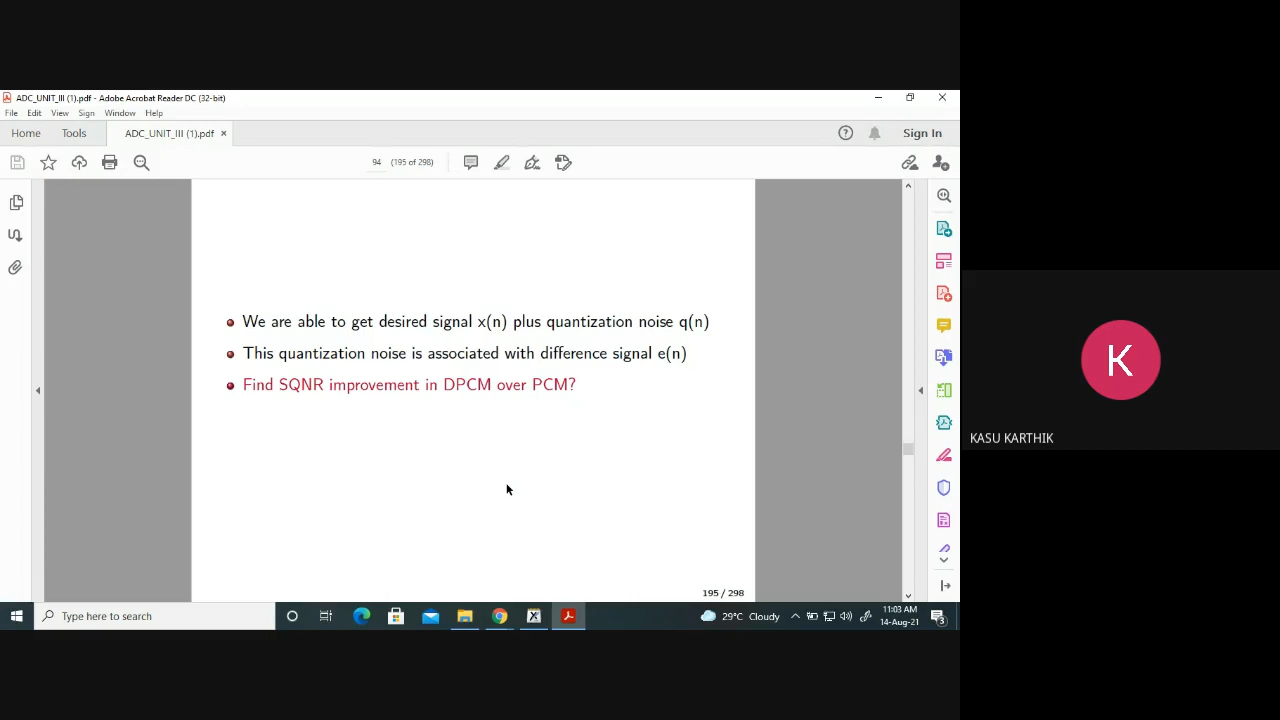 ADC_UNIT_III (1).pdf - Adobe Acrobat Reader DC (32-bit)
File Edit View Sign Window Help
Home Tools ADC_UNIT_III (1).pdf × Sign In
94 (195 of 298)
We are able to get desired signal x(n) plus quantization noise q(n)
This quantization noise is associated with difference signal e(n)
Find SQNR improvement in DPCM over PCM?
K
KASU KARTHIK
195 / 298
Type here to search
29°C Cloudy
11:03 AM
14-Aug-21
3